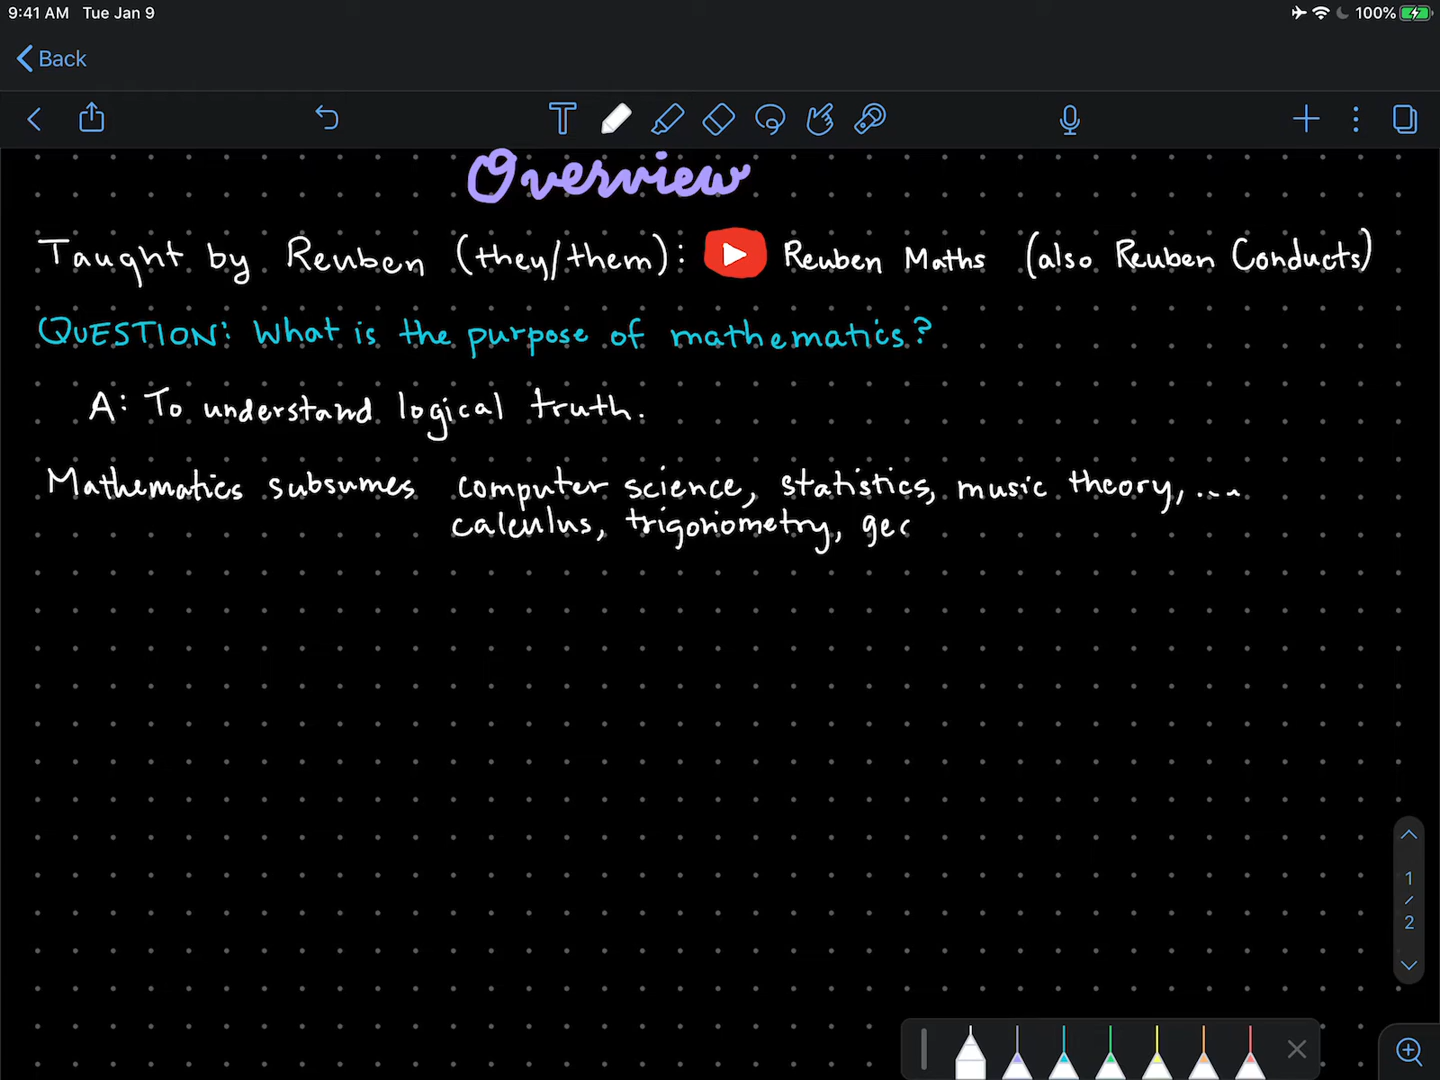 9:41 AM Tue Jan 9 100%
Back
Overview
Taught by Reuben (they/them): Reuben Maths (also Reuben Conducts)
QUESTION: What is the purpose of mathematics?
A: To understand logical truth.
Mathematics subsumes computer science, statistics, music theory, ...
calculus, trigonometry, gec
1
/
2